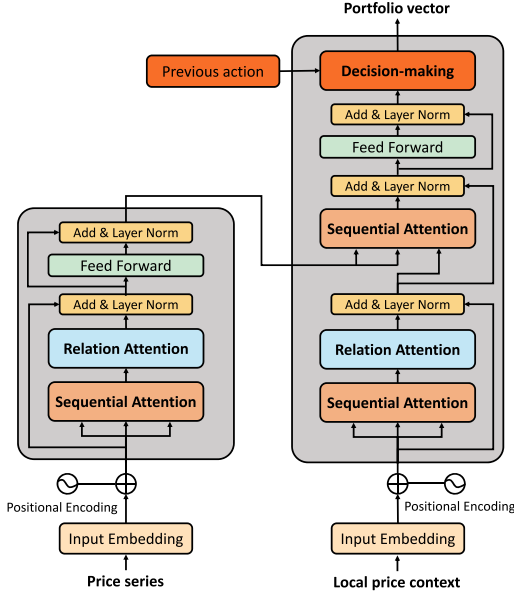 Portfolio vector
Previous action
Decision-making
Add & Layer Norm
Feed Forward
Add & Layer Norm
Sequential Attention
Add & Layer Norm
Relation Attention
Sequential Attention
Positional Encoding
Input Embedding
Local price context
Add & Layer Norm
Feed Forward
Add & Layer Norm
Relation Attention
Sequential Attention
Positional Encoding
Input Embedding
Price series